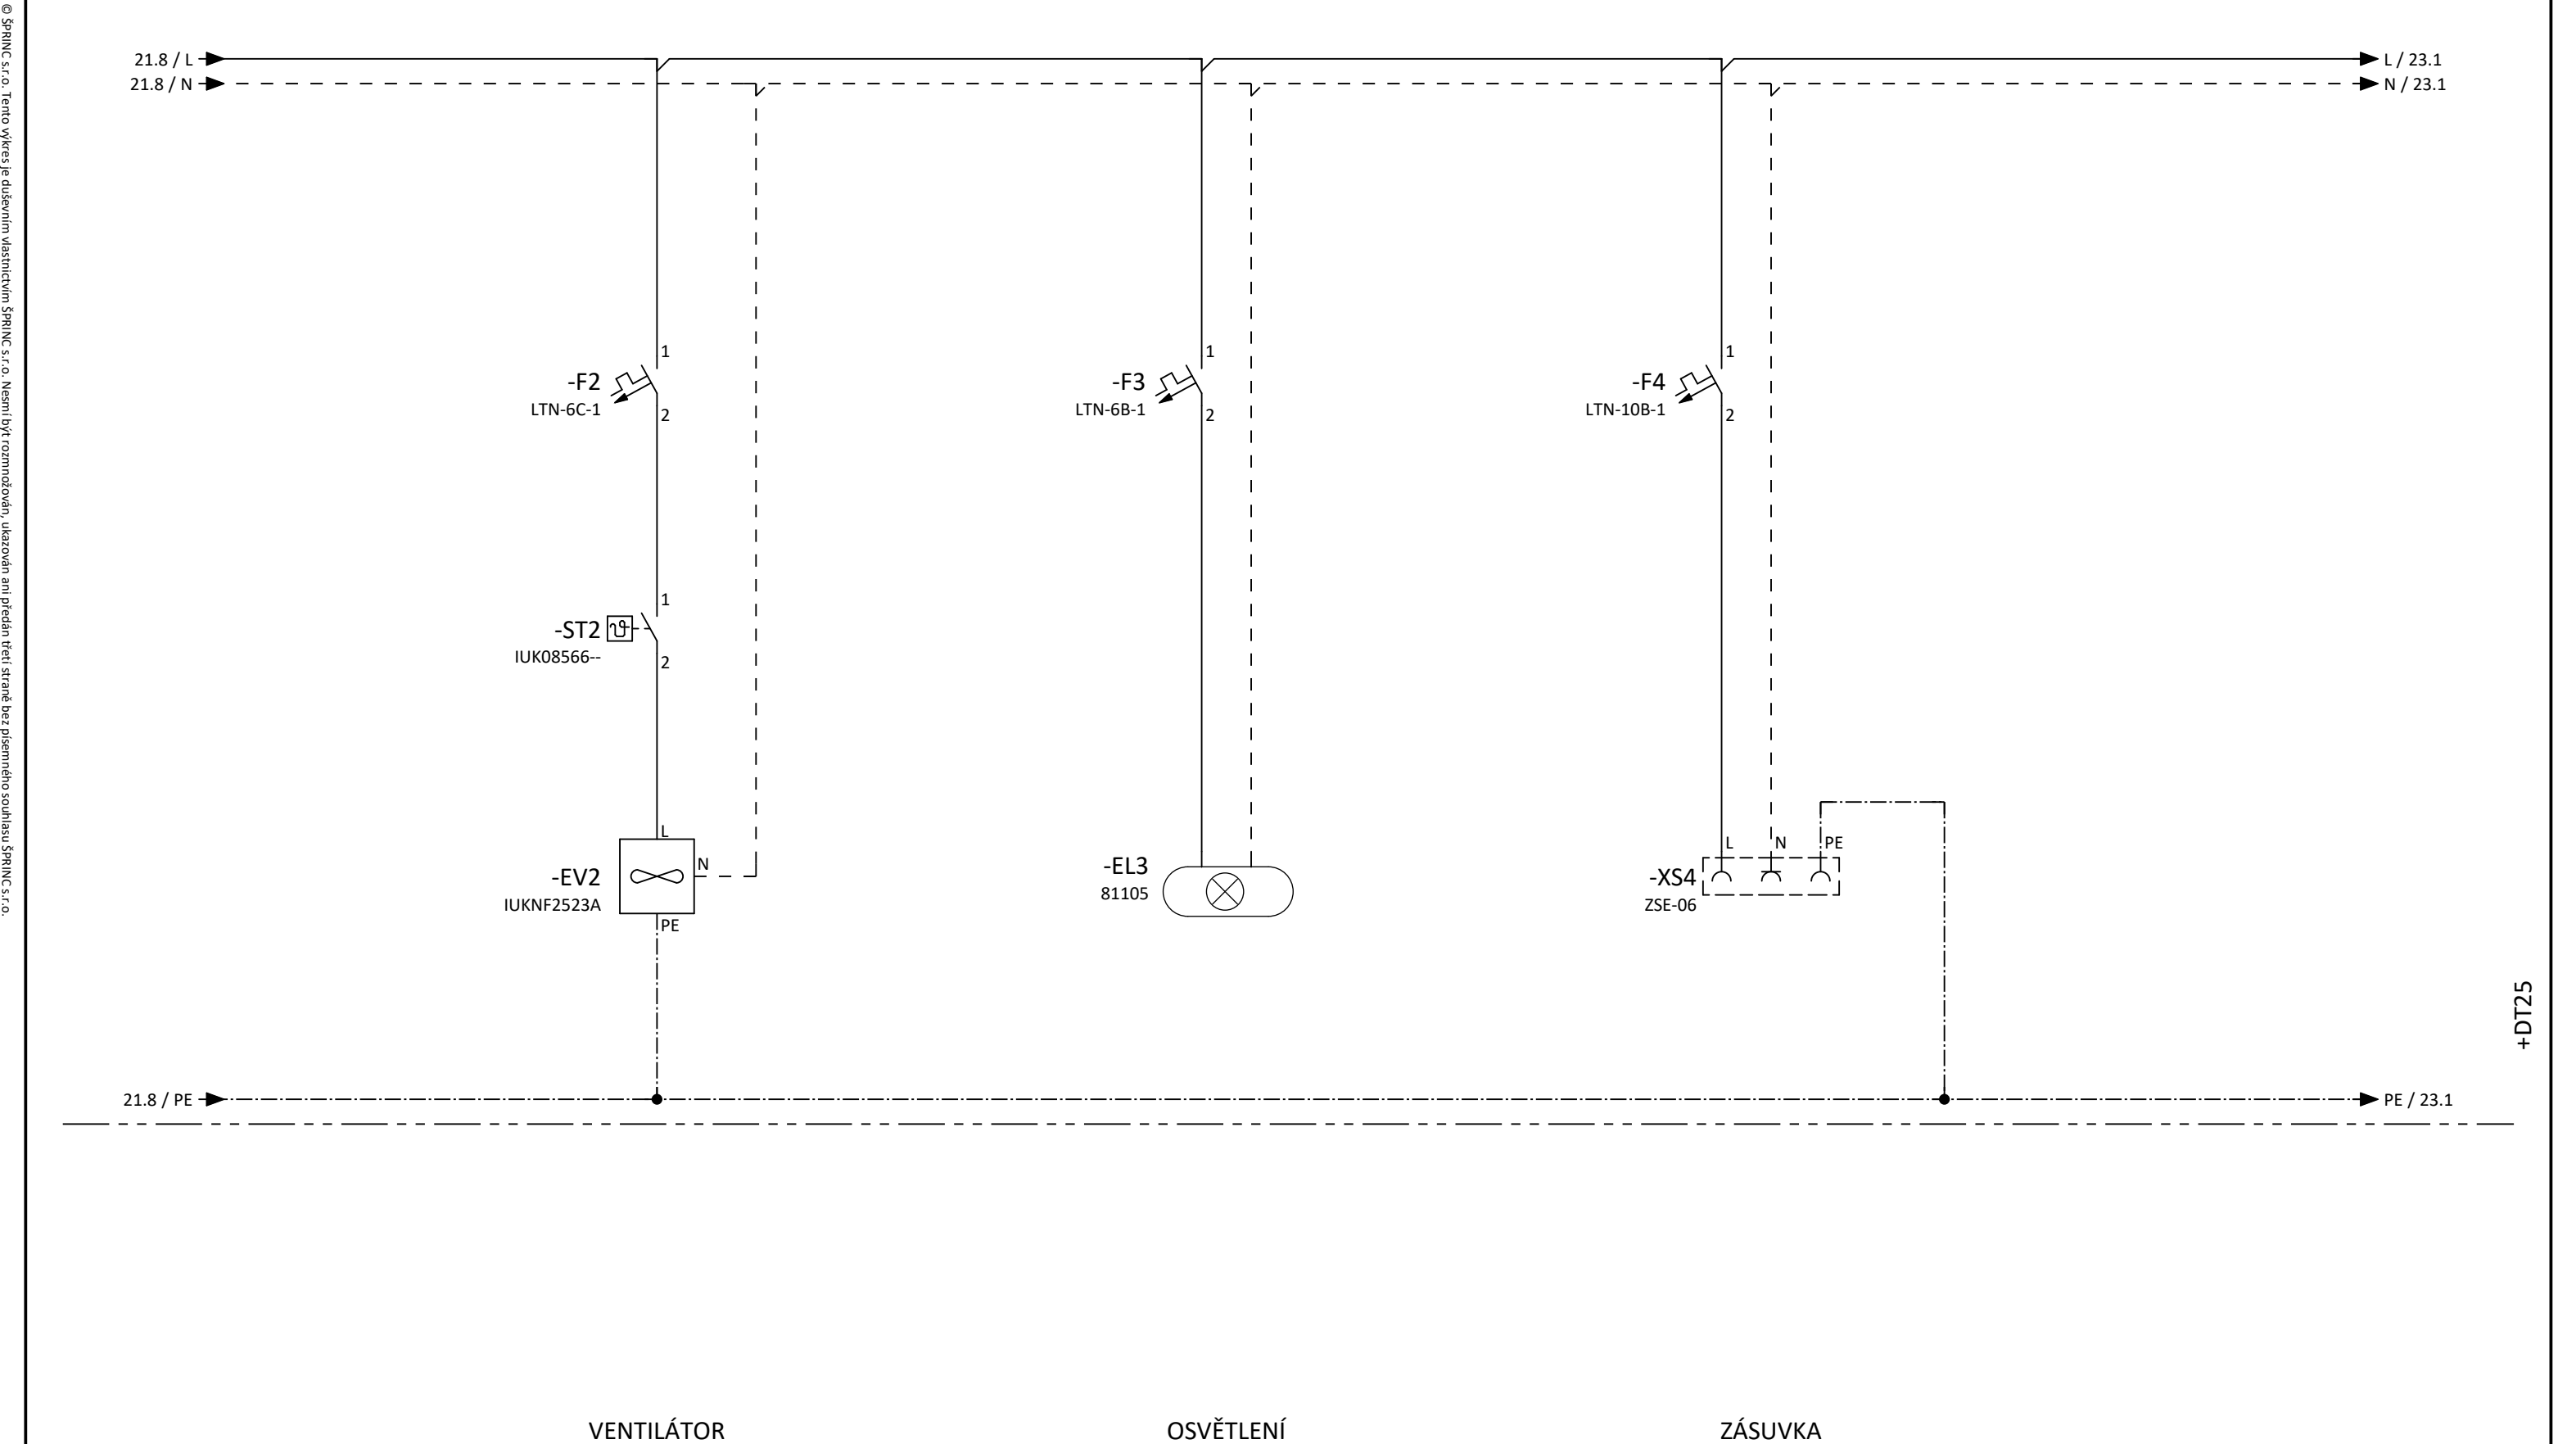 © ŠPRINC s.r.o. Tento výkres je duševním vlastnictvím ŠPRINC s.r.o. Nesmí být rozmnožován, ukazován ani předán třetí straně bez písemného souhlasu ŠPRINC s.r.o.
21.8 / L
L / 23.1
21.8 / N
N / 23.1
1
-F2
LTN-6C-1
2
1
-F3
LTN-6B-1
2
1
-F4
LTN-10B-1
2
1
-ST2
IUK08566--
2
L
N
-EV2
IUKNF2523A
PE
-EL3
81105
L
N
PE
-XS4
ZSE-06
+DT25
21.8 / PE
PE / 23.1
VENTILÁTOR
OSVĚTLENÍ
ZÁSUVKA